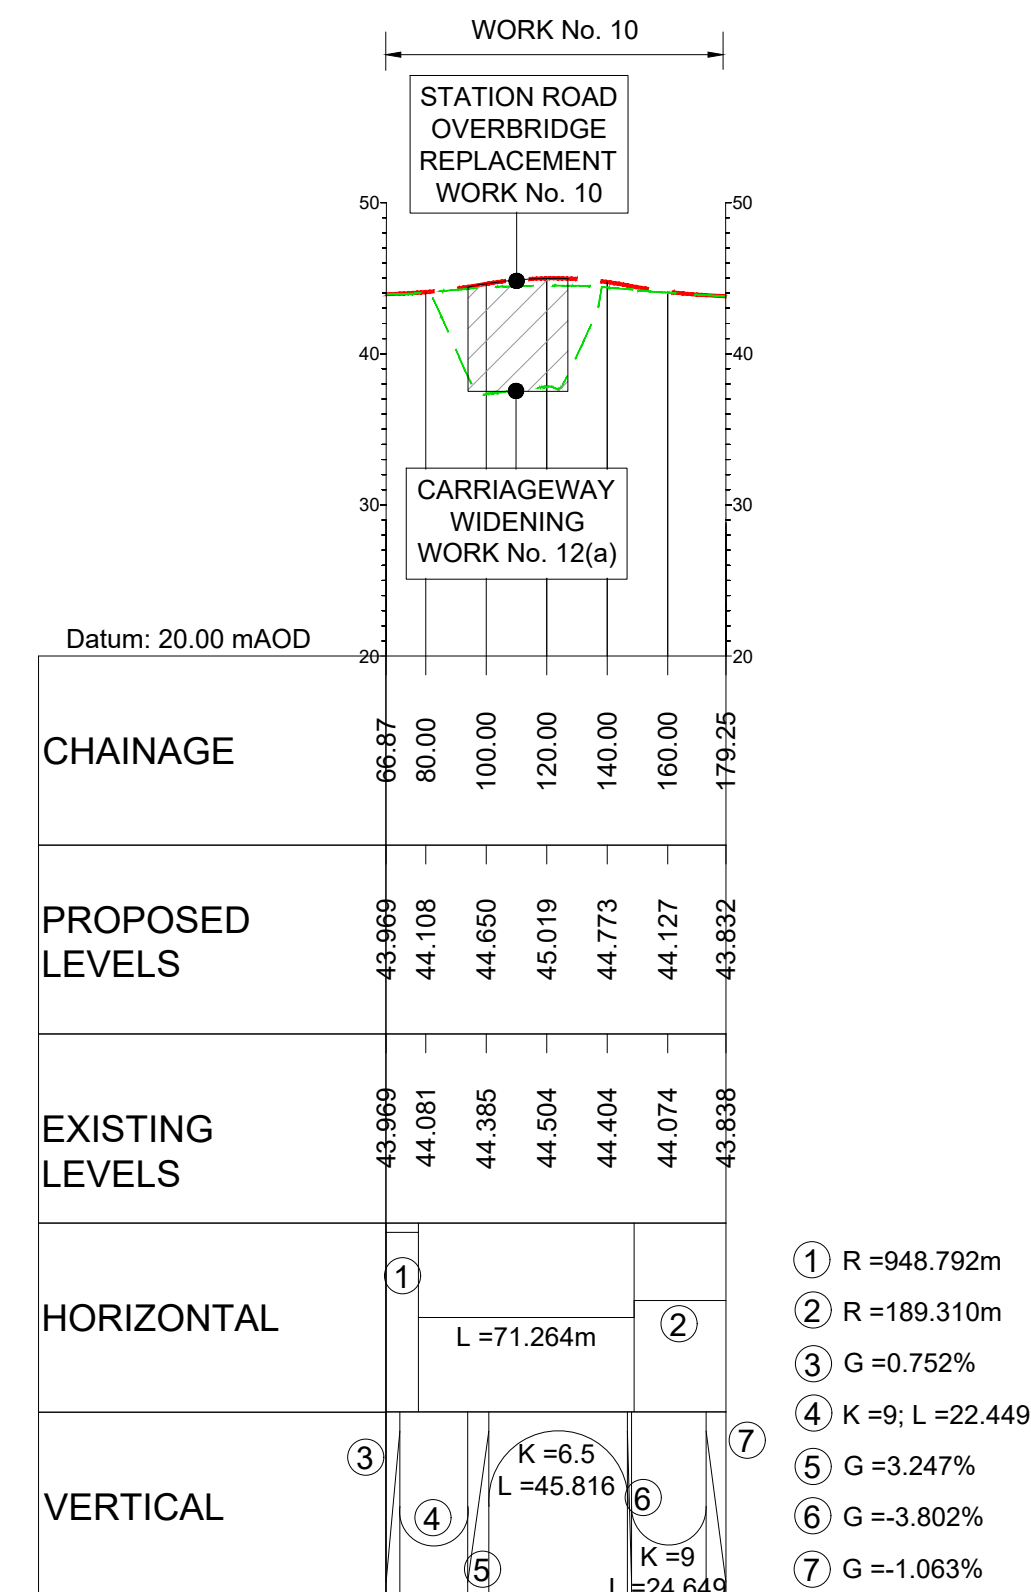 WORK No. 10
STATION ROAD
OVERBRIDGE
REPLACEMENT
WORK No. 10
50
50
40
40
CARRIAGEWAY
WIDENING
WORK No. 12(a)
30
30
Datum: 20.00 mAOD
20
20
CHAINAGE
66.87
80.00
100.00
120.00
140.00
160.00
179.25
PROPOSED
LEVELS
43.969
44.108
44.650
45.019
44.773
44.127
43.832
EXISTING
LEVELS
43.969
44.081
44.385
44.504
44.404
44.074
43.838
HORIZONTAL
1
L =71.264m
2
VERTICAL
3
4
5
K =6.5
L =45.816
6
K =9
L =24.649
7
1 R =948.792m
2 R =189.310m
3 G =0.752%
4 K =9; L =22.449
5 G =3.247%
6 G =-3.802%
7 G =-1.063%